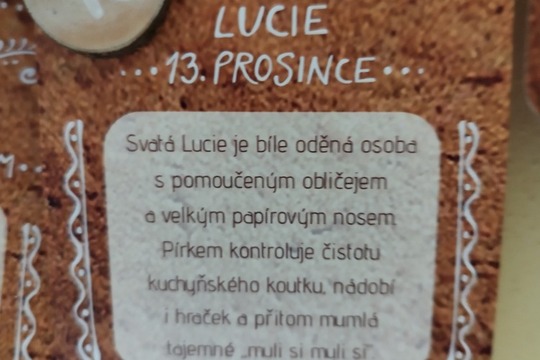 LUCIE
...13. PROSINCE...
Svatá Lucie je bíle oděná osoba
s pomoučeným obličejem
a velkým papírovým nosem.
Pírkem kontroluje čistotu
kuchyňského koutku, nádobí
i hraček a přitom mumlá
tajemné „muli si muli si"